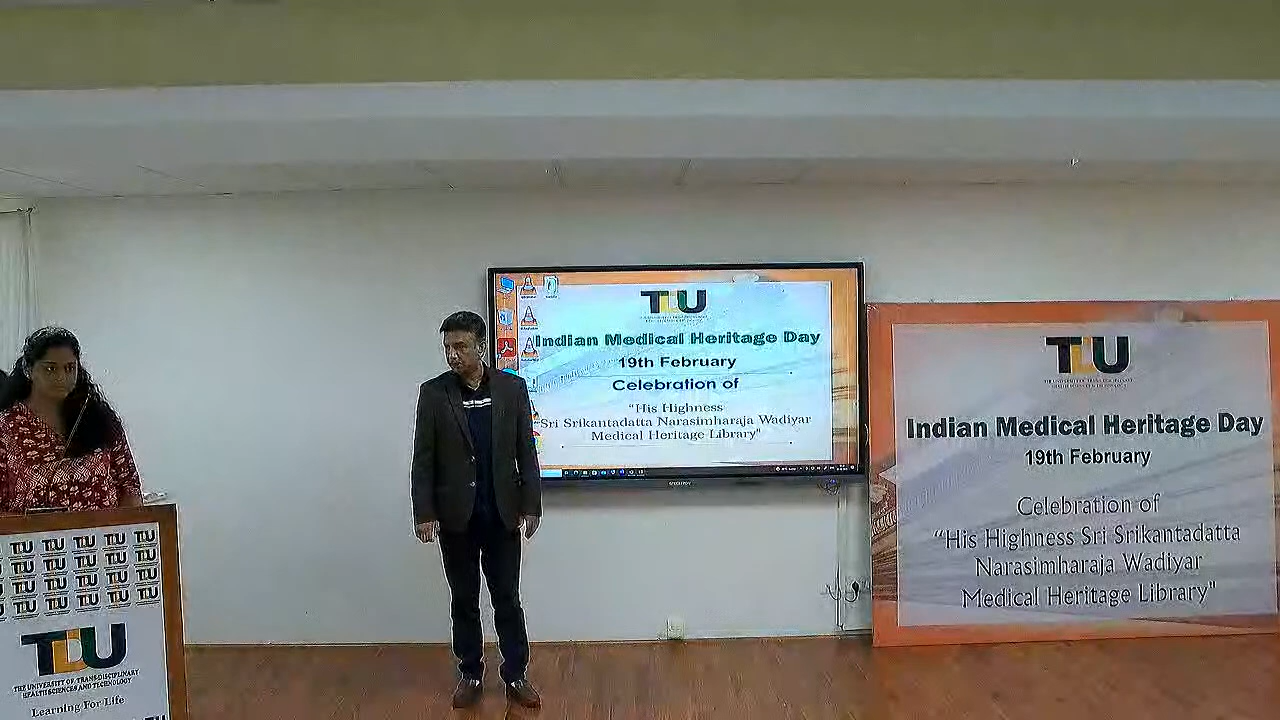 TDU
Indian Medical Heritage Day
19th February
Celebration of
"His Highness
Sri Srikantadatta Narasimharaja Wadiyar
Medical Heritage Library"
TDU
Indian Medical Heritage Day
19th February
Celebration of
"His Highness Sri Srikantadatta
Narasimharaja Wadiyar
Medical Heritage Library"
TDU
THE UNIVERSITY OF TRANS-DISCIPLINARY
HEALTH SCIENCES AND TECHNOLOGY
Learning For Life